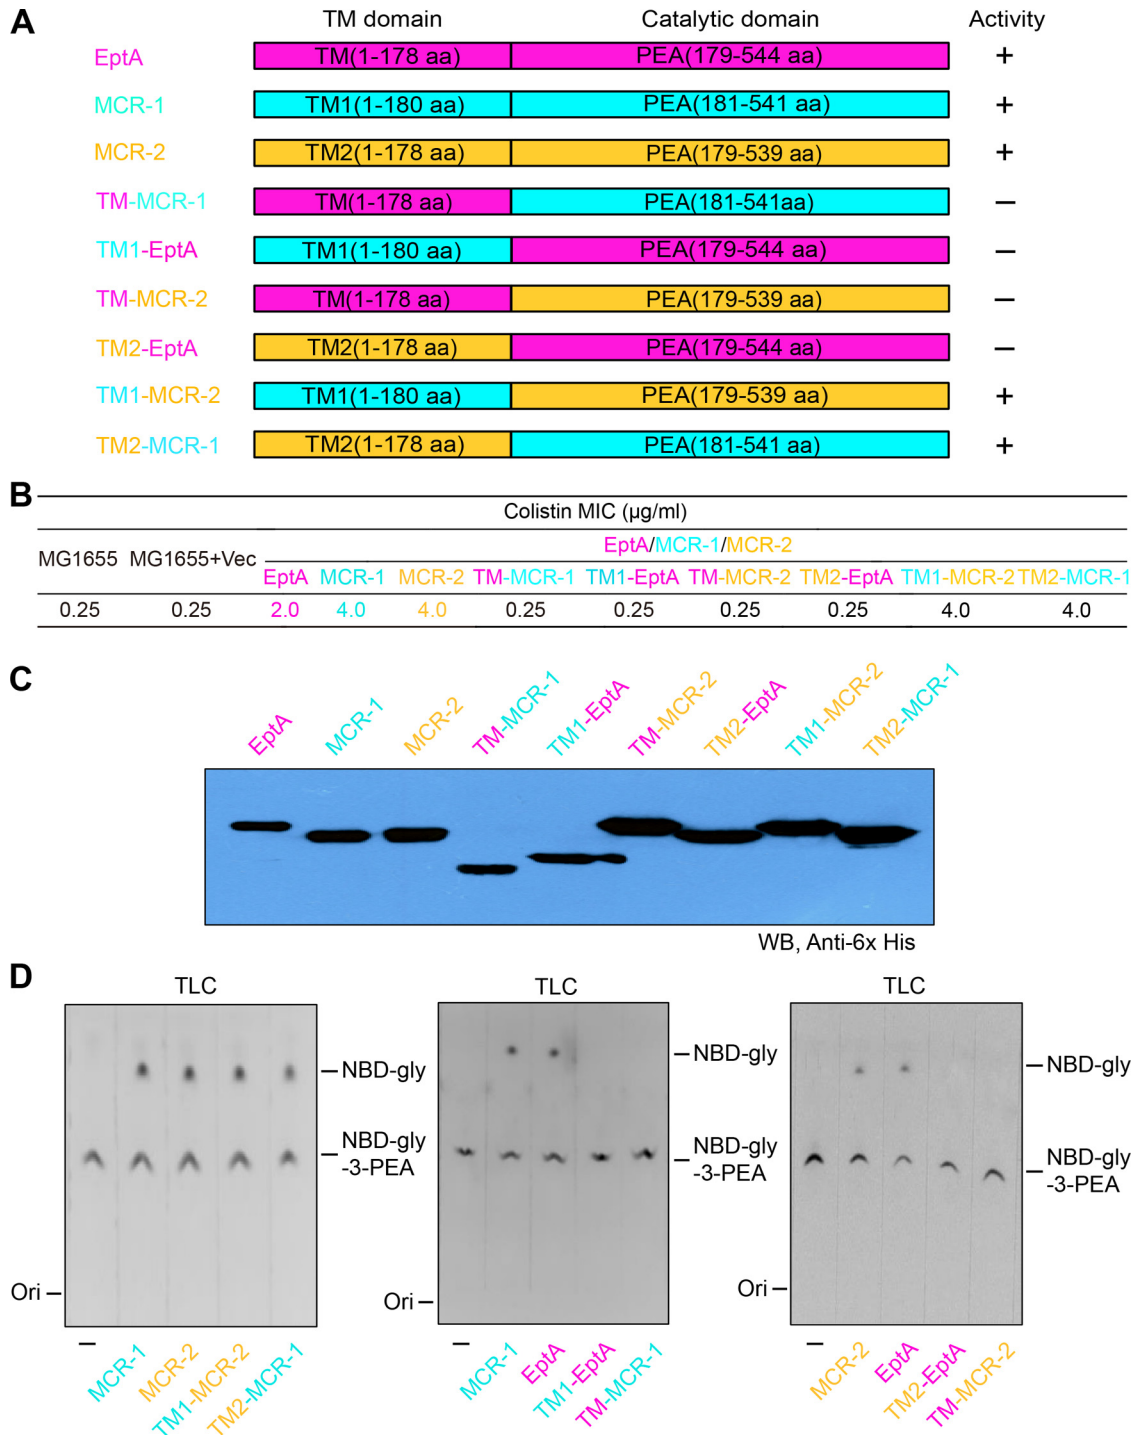 A
TM domain Catalytic domain Activity
EptA TM(1-178 aa) PEA(179-544 aa) +
MCR-1 TM1(1-180 aa) PEA(181-541 aa) +
MCR-2 TM2(1-178 aa) PEA(179-539 aa) +
TM-MCR-1 TM(1-178 aa) PEA(181-541aa) −
TM1-EptA TM1(1-180 aa) PEA(179-544 aa) −
TM-MCR-2 TM(1-178 aa) PEA(179-539 aa) −
TM2-EptA TM2(1-178 aa) PEA(179-544 aa) −
TM1-MCR-2 TM1(1-180 aa) PEA(179-539 aa) +
TM2-MCR-1 TM2(1-178 aa) PEA(181-541 aa) +
B
Colistin MIC (μg/ml)
MG1655 MG1655+Vec EptA/MCR-1/MCR-2
EptA MCR-1 MCR-2 TM-MCR-1 TM1-EptA TM-MCR-2 TM2-EptA TM1-MCR-2 TM2-MCR-1
0.25 0.25 2.0 4.0 4.0 0.25 0.25 0.25 0.25 4.0 4.0
C
EptA MCR-1 MCR-2 TM-MCR-1 TM1-EptA TM-MCR-2 TM2-EptA TM1-MCR-2 TM2-MCR-1
WB, Anti-6x His
D
TLC
NBD-gly
NBD-gly
-3-PEA
Ori
− MCR-1 MCR-2 TM1-MCR-2 TM2-MCR-1
TLC
NBD-gly
NBD-gly
-3-PEA
Ori
− MCR-1 EptA TM1-EptA TM-MCR-1
TLC
NBD-gly
NBD-gly
-3-PEA
Ori
− MCR-2 EptA TM2-EptA TM-MCR-2